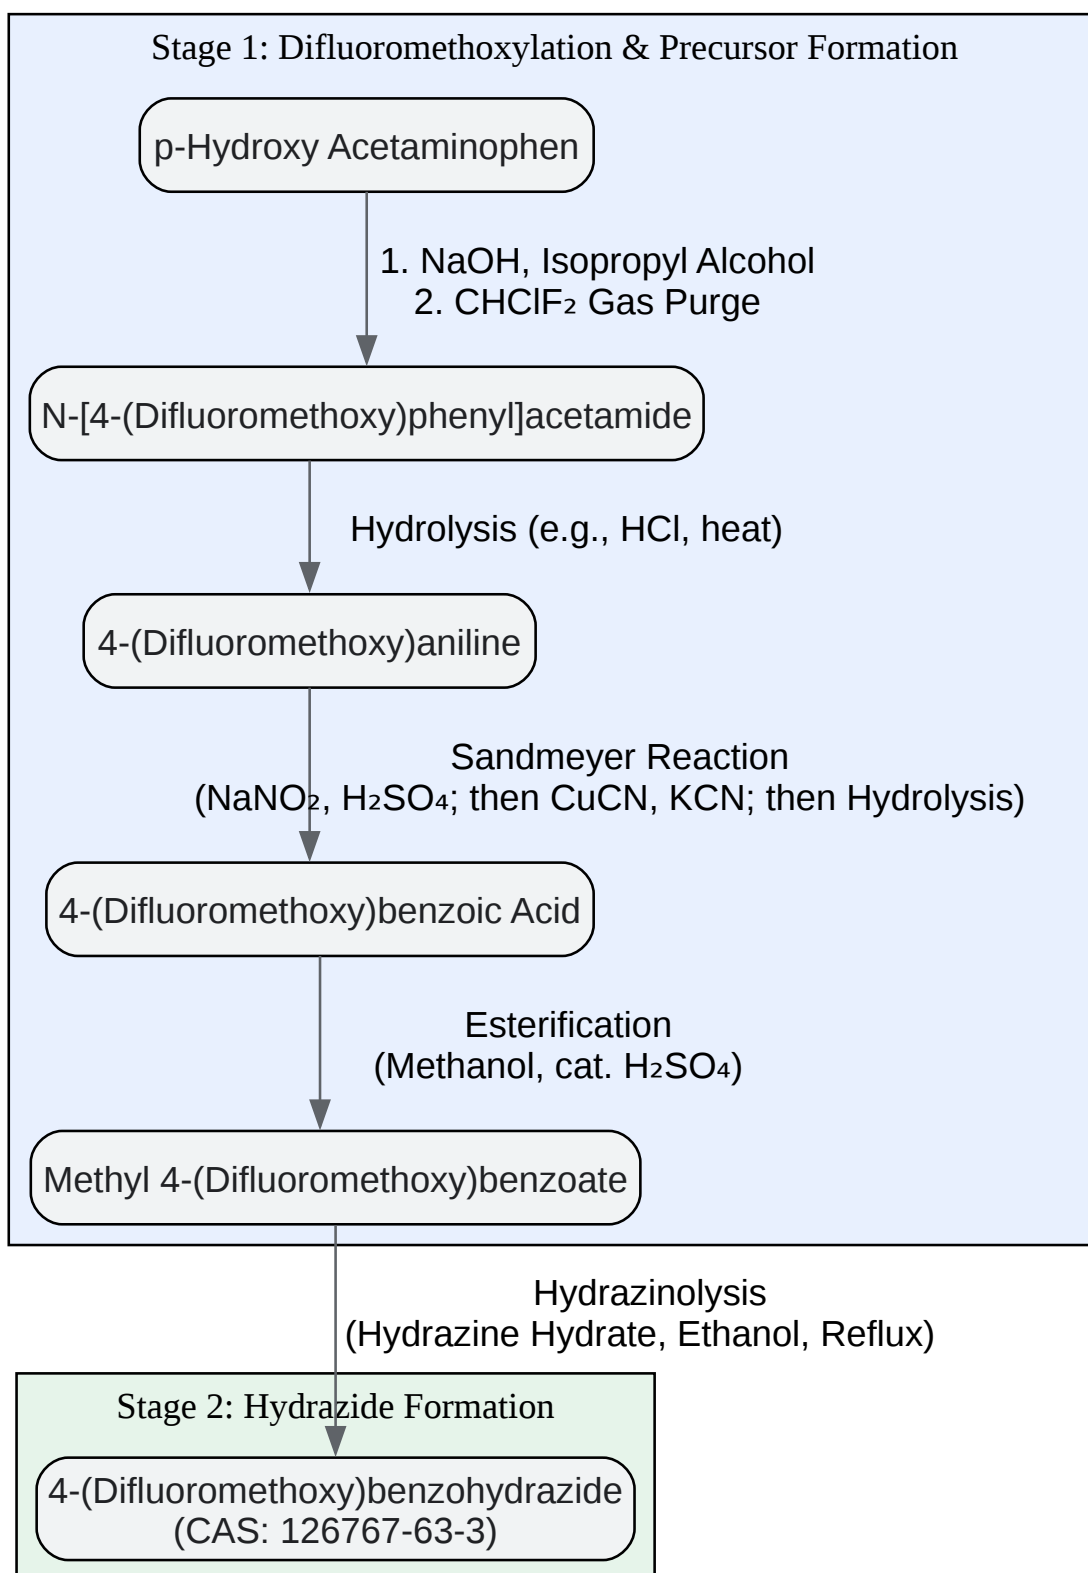 Stage 1: Difluoromethoxylation & Precursor Formation
p-Hydroxy Acetaminophen
1. NaOH, Isopropyl Alcohol
2. CHClF₂ Gas Purge
N-[4-(Difluoromethoxy)phenyl]acetamide
Hydrolysis (e.g., HCl, heat)
4-(Difluoromethoxy)aniline
Sandmeyer Reaction
(NaNO₂, H₂SO₄; then CuCN, KCN; then Hydrolysis)
4-(Difluoromethoxy)benzoic Acid
Esterification
(Methanol, cat. H₂SO₄)
Methyl 4-(Difluoromethoxy)benzoate
Hydrazinolysis
(Hydrazine Hydrate, Ethanol, Reflux)
Stage 2: Hydrazide Formation
4-(Difluoromethoxy)benzohydrazide
(CAS: 126767-63-3)